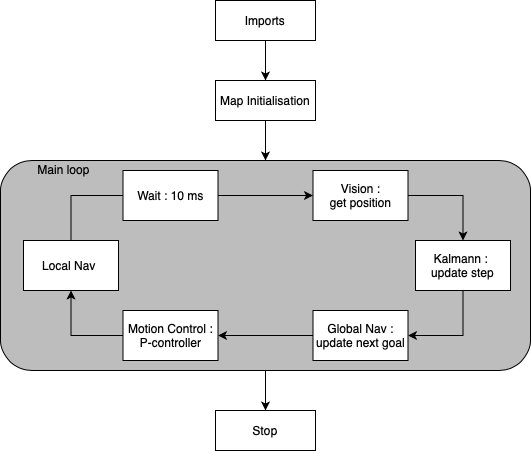 Imports
Map Initialisation
Main loop
Wait : 10 ms
Vision :
get position
Kalmann :
update step
Global Nav :
update next goal
Motion Control :
P-controller
Local Nav
Stop